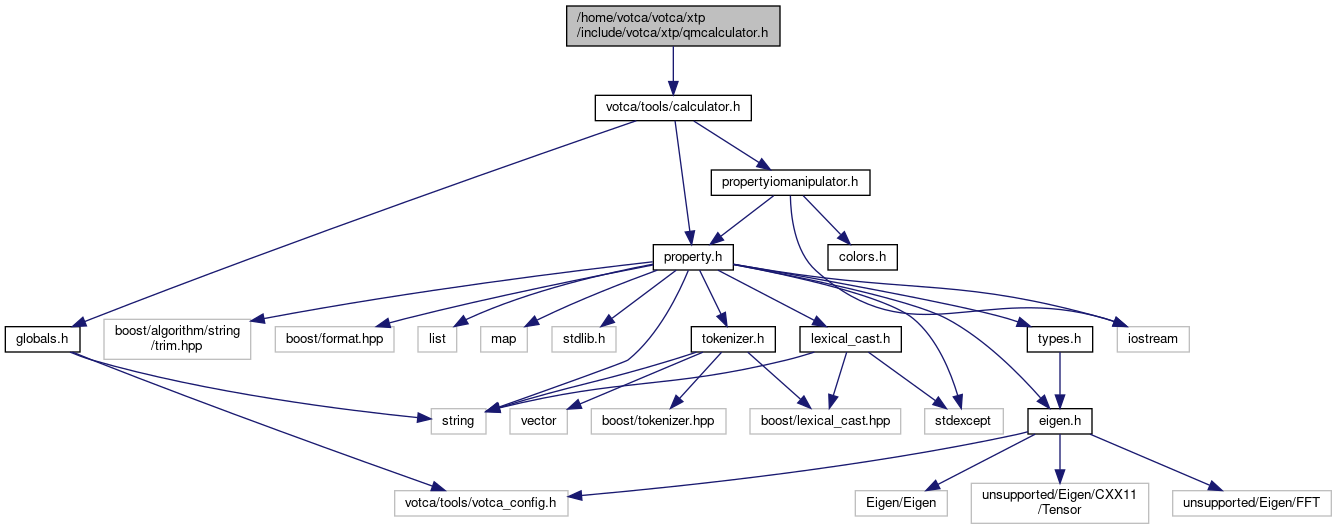 /home/votca/votca/xtp
/include/votca/xtp/qmcalculator.h
votca/tools/calculator.h
propertyiomanipulator.h
property.h
colors.h
globals.h
boost/algorithm/string
/trim.hpp
boost/format.hpp
list
map
stdlib.h
tokenizer.h
lexical_cast.h
types.h
iostream
string
vector
boost/tokenizer.hpp
boost/lexical_cast.hpp
stdexcept
eigen.h
votca/tools/votca_config.h
Eigen/Eigen
unsupported/Eigen/CXX11
/Tensor
unsupported/Eigen/FFT